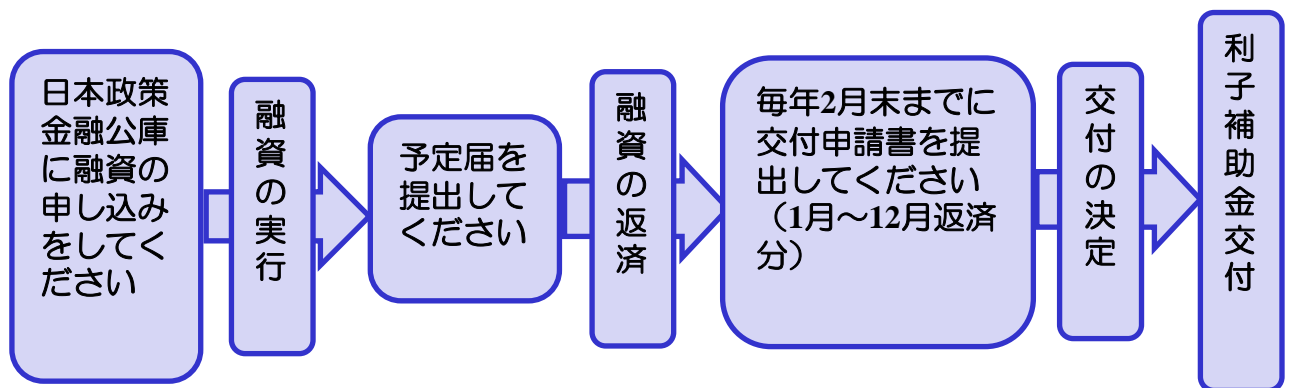 日本政策
金融公庫
に融資の
申し込み
をしてく
ださい
融資の実行
予定届を
提出して
ください
融資の返済
毎年2月末までに
交付申請書を提
出してください
（1月～12月返済
分）
交付の決定
利子補助金交付